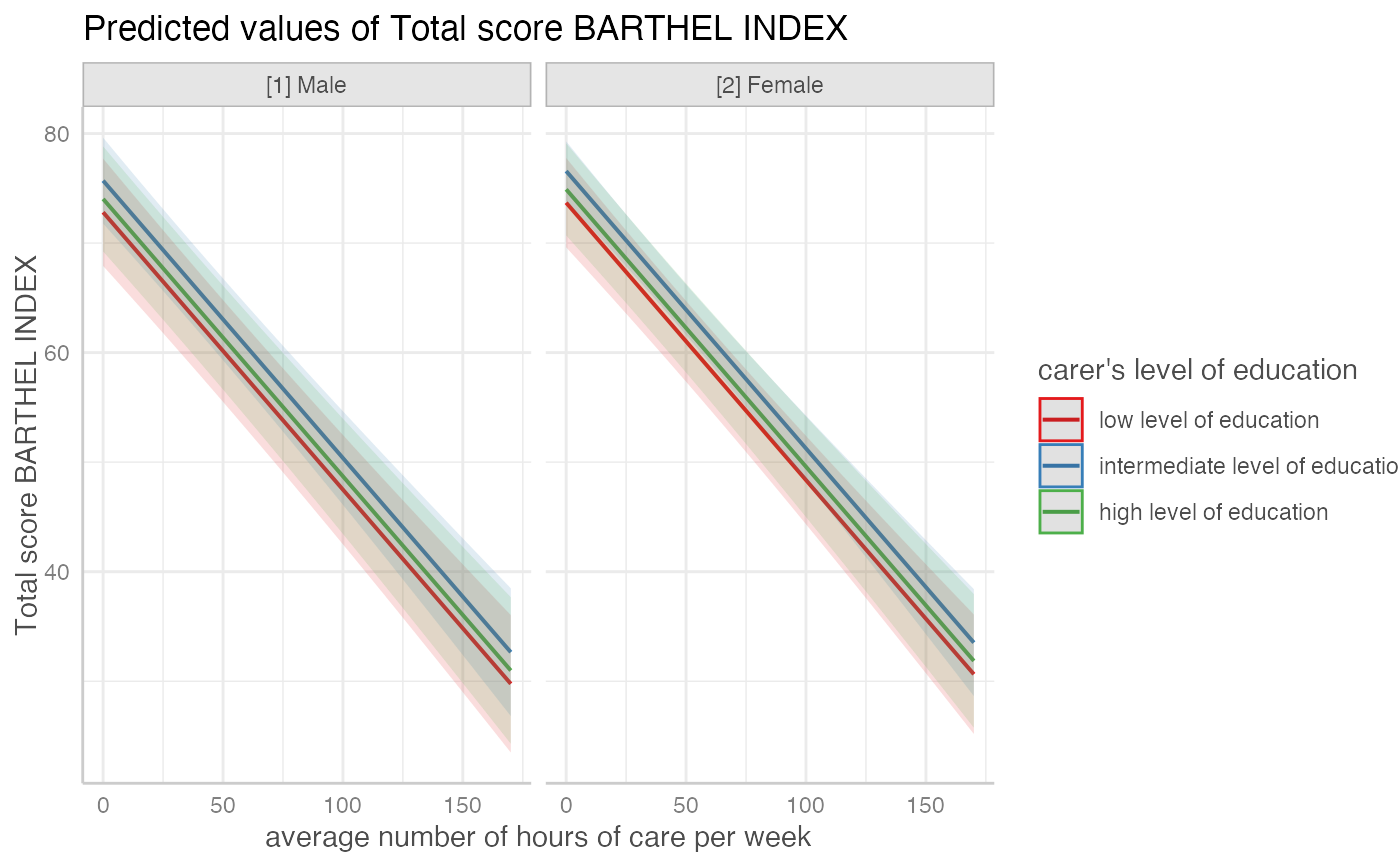 Predicted values of Total score BARTHEL INDEX
[1] Male
[2] Female
Total score BARTHEL INDEX
80
60
40
0
50
100
150
0
50
100
150
average number of hours of care per week
carer's level of education
low level of education
intermediate level of educatio
high level of education